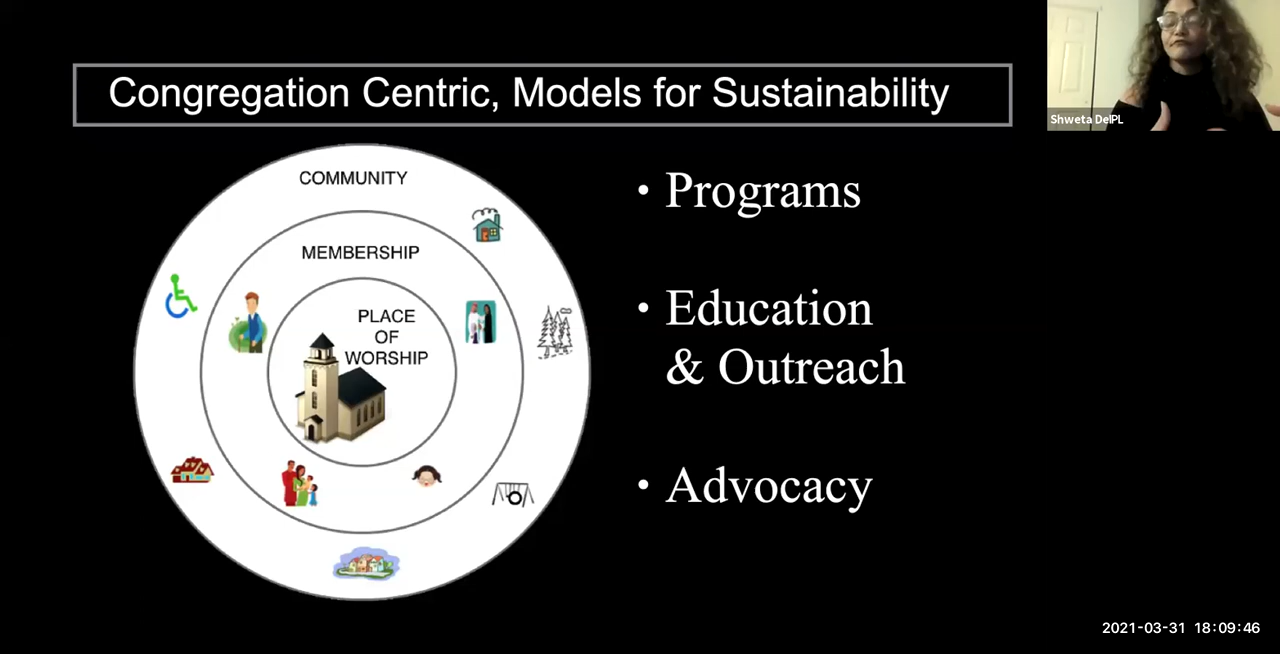 Congregation Centric, Models for Sustainability
Shweta DelPL
COMMUNITY
MEMBERSHIP
PLACE
OF
WORSHIP
• Programs
• Education
& Outreach
• Advocacy
2021-03-31 18:09:46